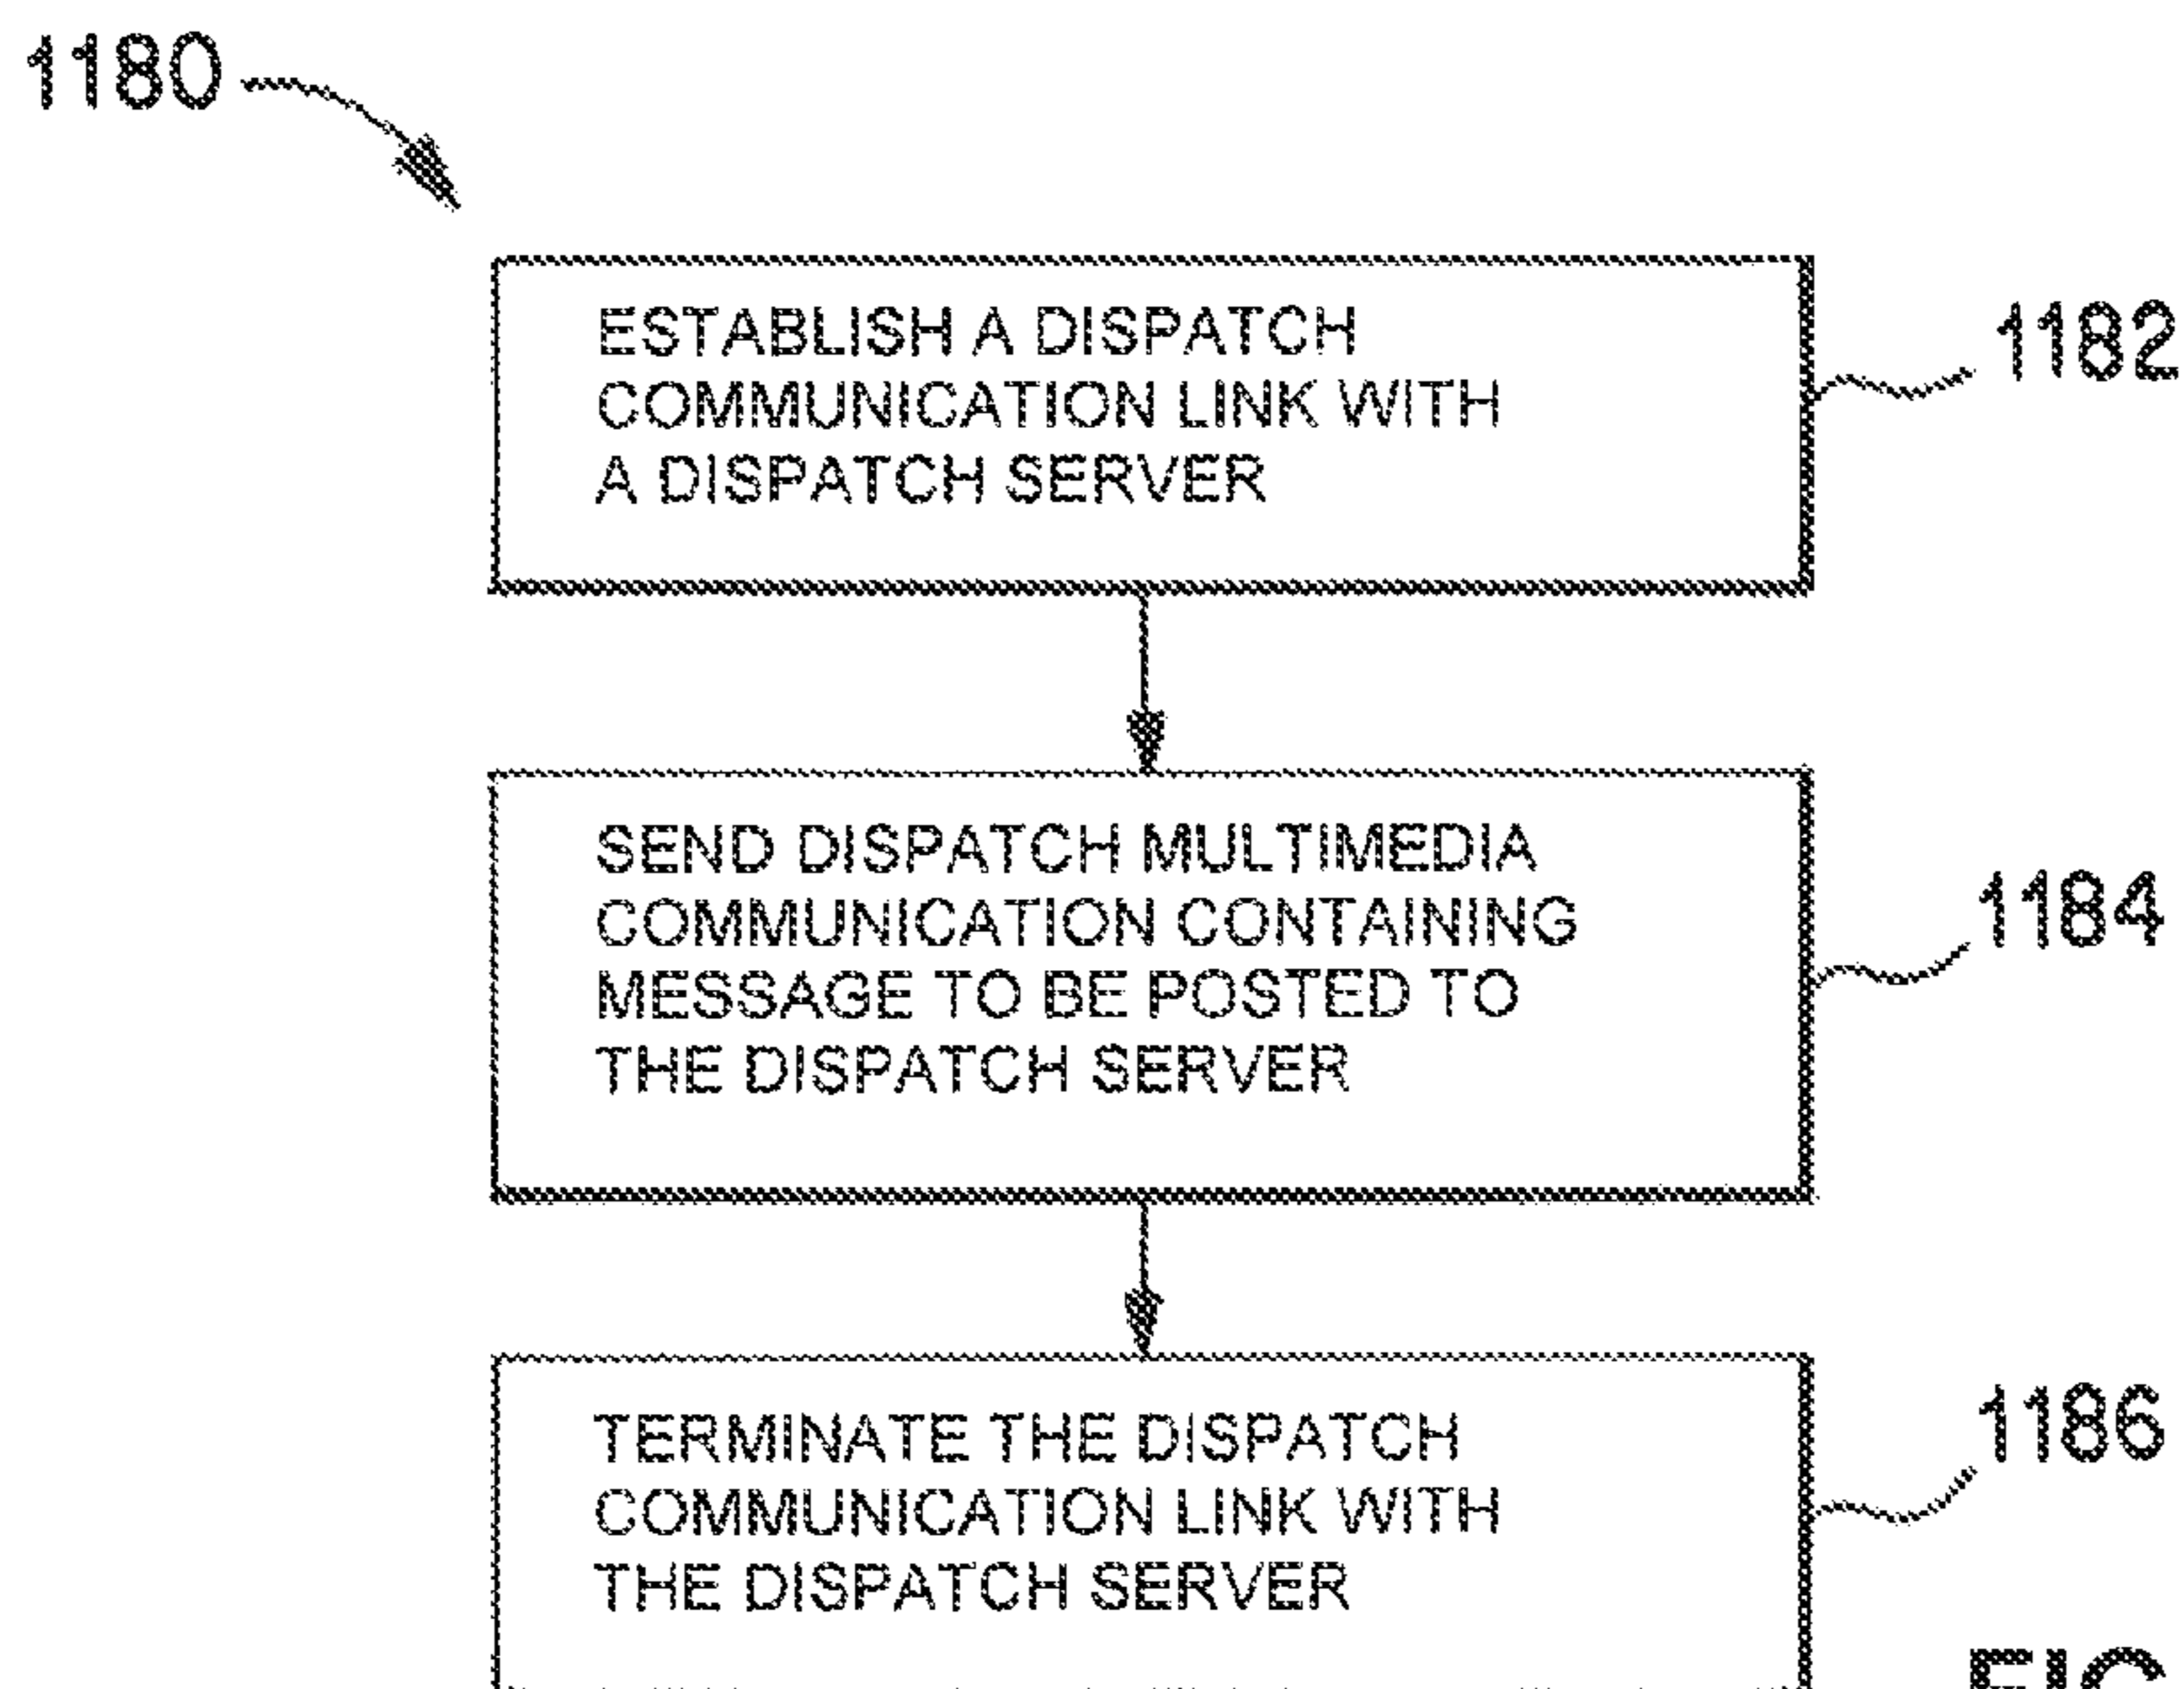 1180
ESTABLISH A DISPATCH
COMMUNICATION LINK WITH
A DISPATCH SERVER
1182
SEND DISPATCH MULTIMEDIA
COMMUNICATION CONTAINING
MESSAGE TO BE POSTED TO
THE DISPATCH SERVER
1184
TERMINATE THE DISPATCH
COMMUNICATION LINK WITH
THE DISPATCH SERVER
1186